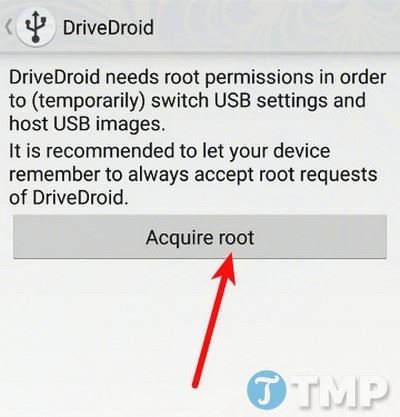 DriveDroid
DriveDroid needs root permissions in order
to (temporarily) switch USB settings and
host USB images.
It is recommended to let your device
remember to always accept root requests
of DriveDroid.
Acquire root
TMP